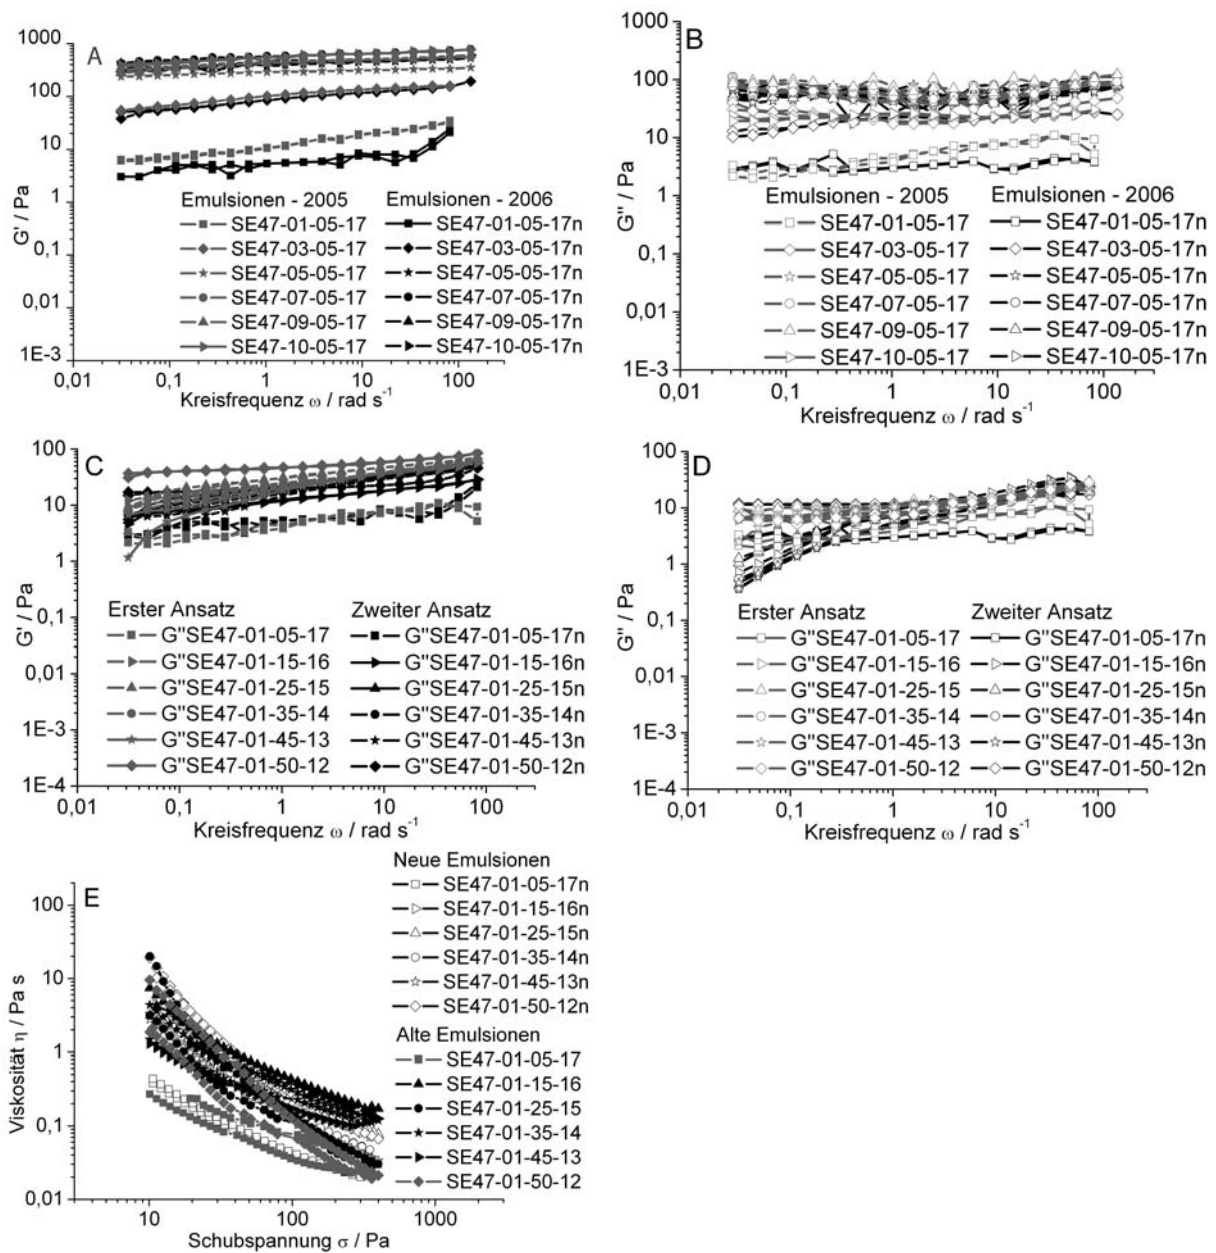 A
G' / Pa
1000
100
10
1
0,1
0,01
1E-3
Emulsionen - 2005
Emulsionen - 2006
SE47-01-05-17
SE47-01-05-17n
SE47-03-05-17
SE47-03-05-17n
SE47-05-05-17
SE47-05-05-17n
SE47-07-05-17
SE47-07-05-17n
SE47-09-05-17
SE47-09-05-17n
SE47-10-05-17
SE47-10-05-17n
0,01
0,1
1
10
100
Kreisfrequenz ω / rad s⁻¹
B
G'' / Pa
1000
100
10
1
0,1
0,01
1E-3
Emulsionen - 2005
Emulsionen - 2006
SE47-01-05-17
SE47-01-05-17n
SE47-03-05-17
SE47-03-05-17n
SE47-05-05-17
SE47-05-05-17n
SE47-07-05-17
SE47-07-05-17n
SE47-09-05-17
SE47-09-05-17n
SE47-10-05-17
SE47-10-05-17n
0,01
0,1
1
10
100
Kreisfrequenz ω / rad s⁻¹
C
G' / Pa
100
10
1
0,1
0,01
1E-3
1E-4
Erster Ansatz
Zweiter Ansatz
G''SE47-01-05-17
G''SE47-01-05-17n
G''SE47-01-15-16
G''SE47-01-15-16n
G''SE47-01-25-15
G''SE47-01-25-15n
G''SE47-01-35-14
G''SE47-01-35-14n
G''SE47-01-45-13
G''SE47-01-45-13n
G''SE47-01-50-12
G''SE47-01-50-12n
0,01
0,1
1
10
100
Kreisfrequenz ω / rad s⁻¹
D
G'' / Pa
100
10
1
0,1
0,01
1E-3
1E-4
Erster Ansatz
Zweiter Ansatz
G''SE47-01-05-17
G''SE47-01-05-17n
G''SE47-01-15-16
G''SE47-01-15-16n
G''SE47-01-25-15
G''SE47-01-25-15n
G''SE47-01-35-14
G''SE47-01-35-14n
G''SE47-01-45-13
G''SE47-01-45-13n
G''SE47-01-50-12
G''SE47-01-50-12n
0,01
0,1
1
10
100
Kreisfrequenz ω / rad s⁻¹
E
Viskosität η / Pa s
100
10
1
0,1
0,01
Neue Emulsionen
SE47-01-05-17n
SE47-01-15-16n
SE47-01-25-15n
SE47-01-35-14n
SE47-01-45-13n
SE47-01-50-12n
Alte Emulsionen
SE47-01-05-17
SE47-01-15-16
SE47-01-25-15
SE47-01-35-14
SE47-01-45-13
SE47-01-50-12
10
100
1000
Schubspannung σ / Pa